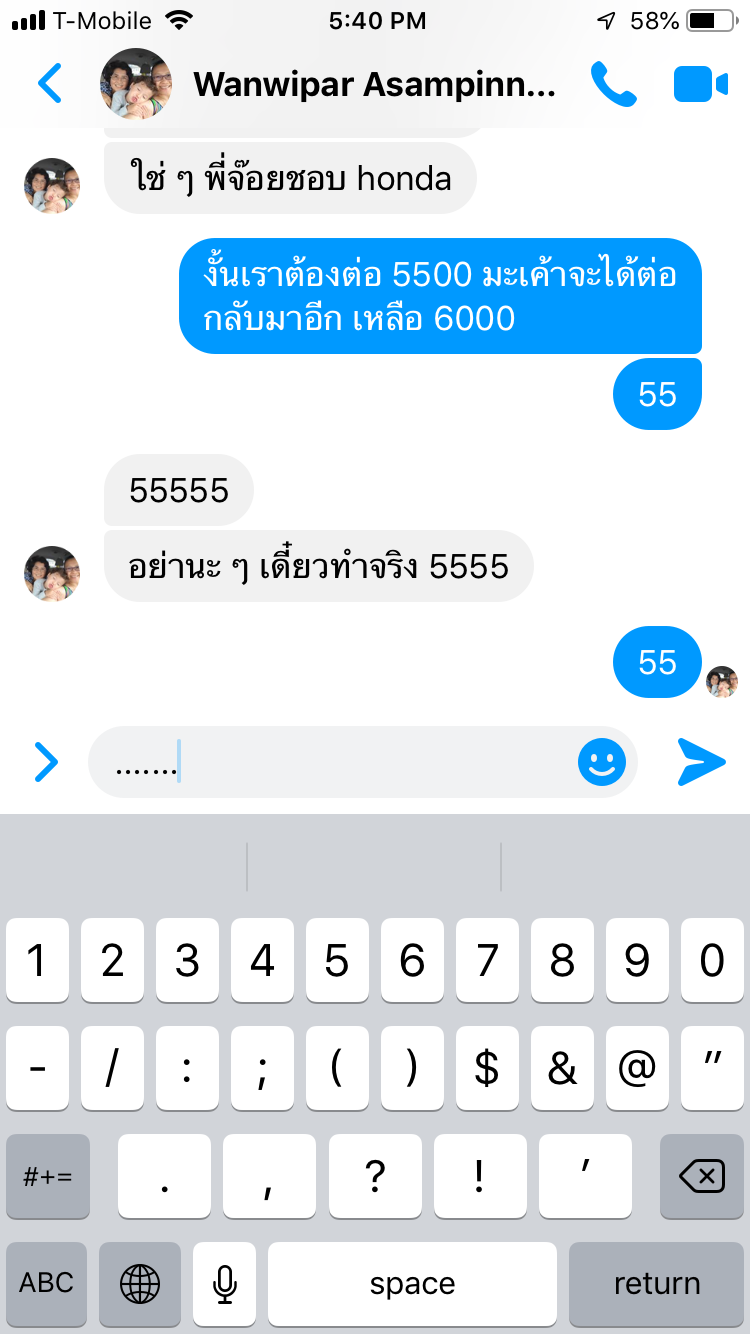 T-Mobile 5:40 PM 58%
Wanwipar Asampinn...
ใช่ ๆ พี่จ๊อยชอบ honda
งั้นเราต้องต่อ 5500 มะเค้าจะได้ต่อ
กลับมาอีก เหลือ 6000
55
55555
อย่านะ ๆ เดี๋ยวทำจริง 5555
55
.......
1 2 3 4 5 6 7 8 9 0
- / : ; ( ) $ & @ "
#+= . , ? ! '
ABC space return